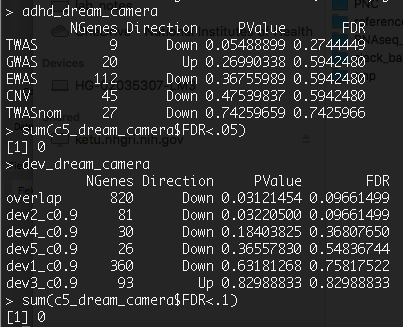 > adhd_dream_camera
NGenes Direction PValue FDR
TWAS 9 Down 0.05488899 0.2744449
GWAS 20 Up 0.26990338 0.5942480
EWAS 112 Down 0.36755989 0.5942480
CNV 45 Down 0.47539837 0.5942480
TWASnom 27 Down 0.74259659 0.7425966
> sum(c5_dream_camera$FDR<.05)
[1] 0
> dev_dream_camera
NGenes Direction PValue FDR
overlap 820 Down 0.03121454 0.09661499
dev2_c0.9 81 Down 0.03220500 0.09661499
dev4_c0.9 30 Down 0.18403825 0.36807650
dev5_c0.9 26 Down 0.36557830 0.54836744
dev1_c0.9 360 Down 0.63181268 0.75817522
dev3_c0.9 93 Up 0.82988833 0.82988833
> sum(c5_dream_camera$FDR<.1)
[1] 0
PNC
Devices